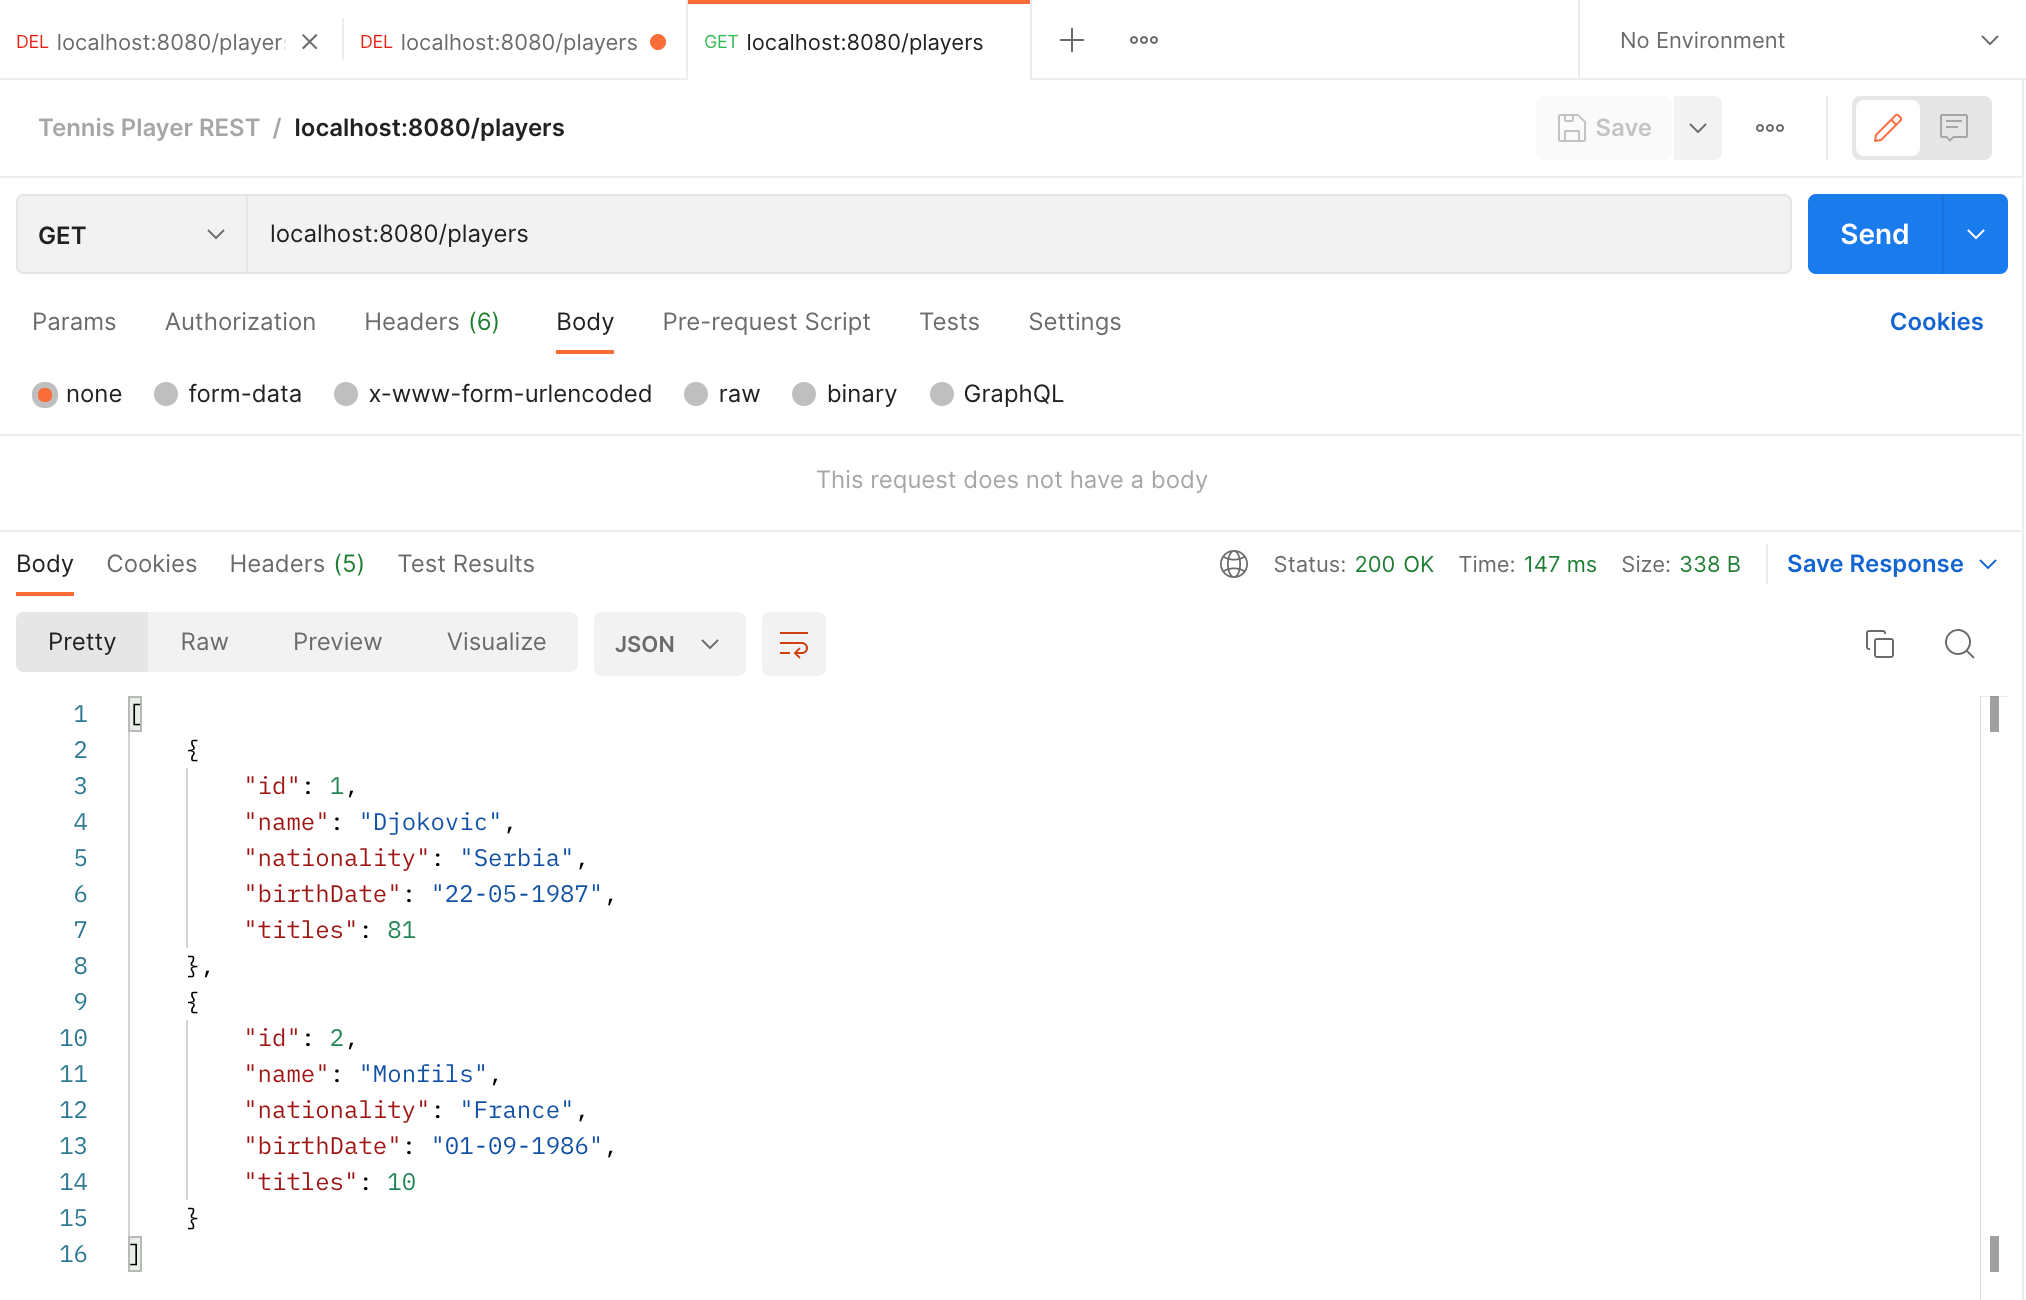 DEL localhost:8080/player DEL localhost:8080/players GET localhost:8080/players No Environment
Tennis Player REST / localhost:8080/players Save
GET localhost:8080/players Send
Params Authorization Headers (6) Body Pre-request Script Tests Settings Cookies
none form-data x-www-form-urlencoded raw binary GraphQL
This request does not have a body
Body Cookies Headers (5) Test Results Status: 200 OK Time: 147 ms Size: 338 B Save Response
Pretty Raw Preview Visualize JSON
1 [
2 {
3 "id": 1,
4 "name": "Djokovic",
5 "nationality": "Serbia",
6 "birthDate": "22-05-1987",
7 "titles": 81
8 },
9 {
10 "id": 2,
11 "name": "Monfils",
12 "nationality": "France",
13 "birthDate": "01-09-1986",
14 "titles": 10
15 }
16 ]